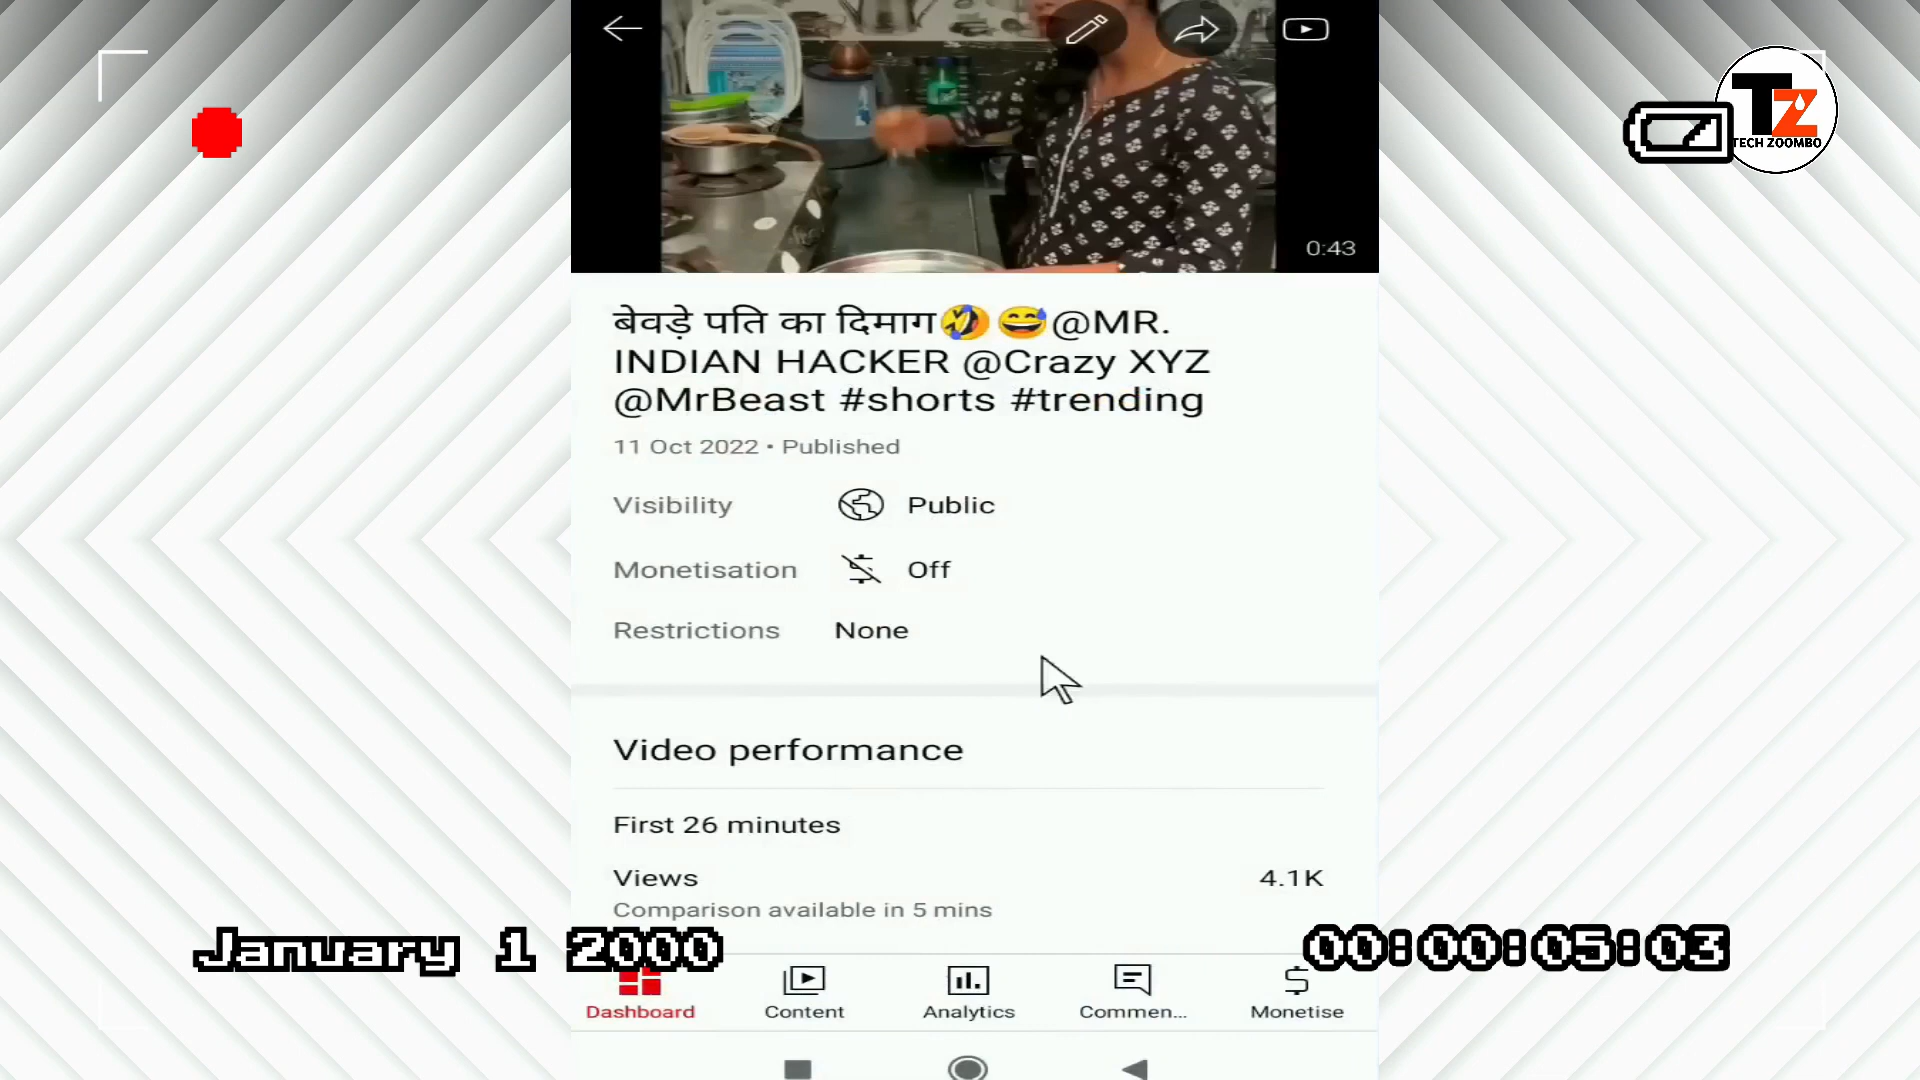 TZ
TECH ZOOMBO
0:43
बेवड़े पति का दिमाग🤣😅@MR.
INDIAN HACKER @Crazy XYZ
@MrBeast #shorts #trending
11 Oct 2022 • Published
Visibility Public
Monetisation Off
Restrictions None
Video performance
First 26 minutes
Views 4.1K
Comparison available in 5 mins
January 1 2000 00:00:05:03
Dashboard Content Analytics Commen... Monetise